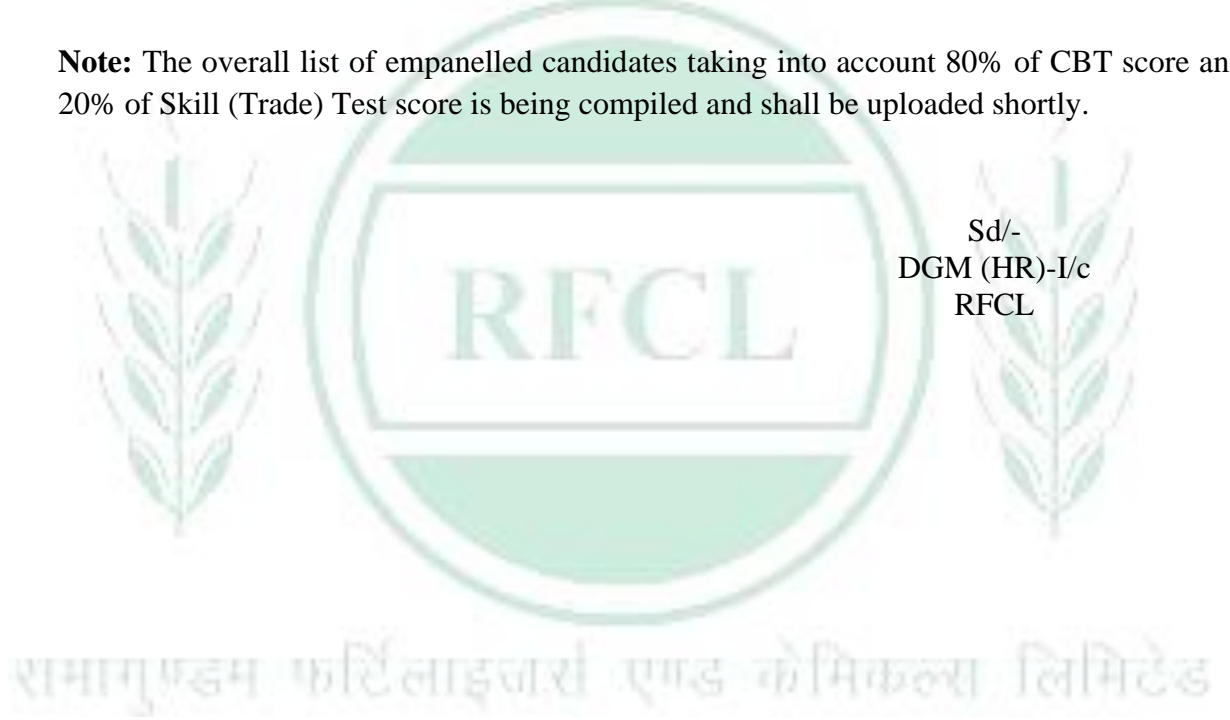 Note: The overall list of empanelled candidates taking into account 80% of CBT score an
20% of Skill (Trade) Test score is being compiled and shall be uploaded shortly.
Sd/-
DGM (HR)-I/c
RFCL
RFCL
रामागुण्डम फर्टिलाइजर्स एण्ड केमिकल्स लिमिटेड